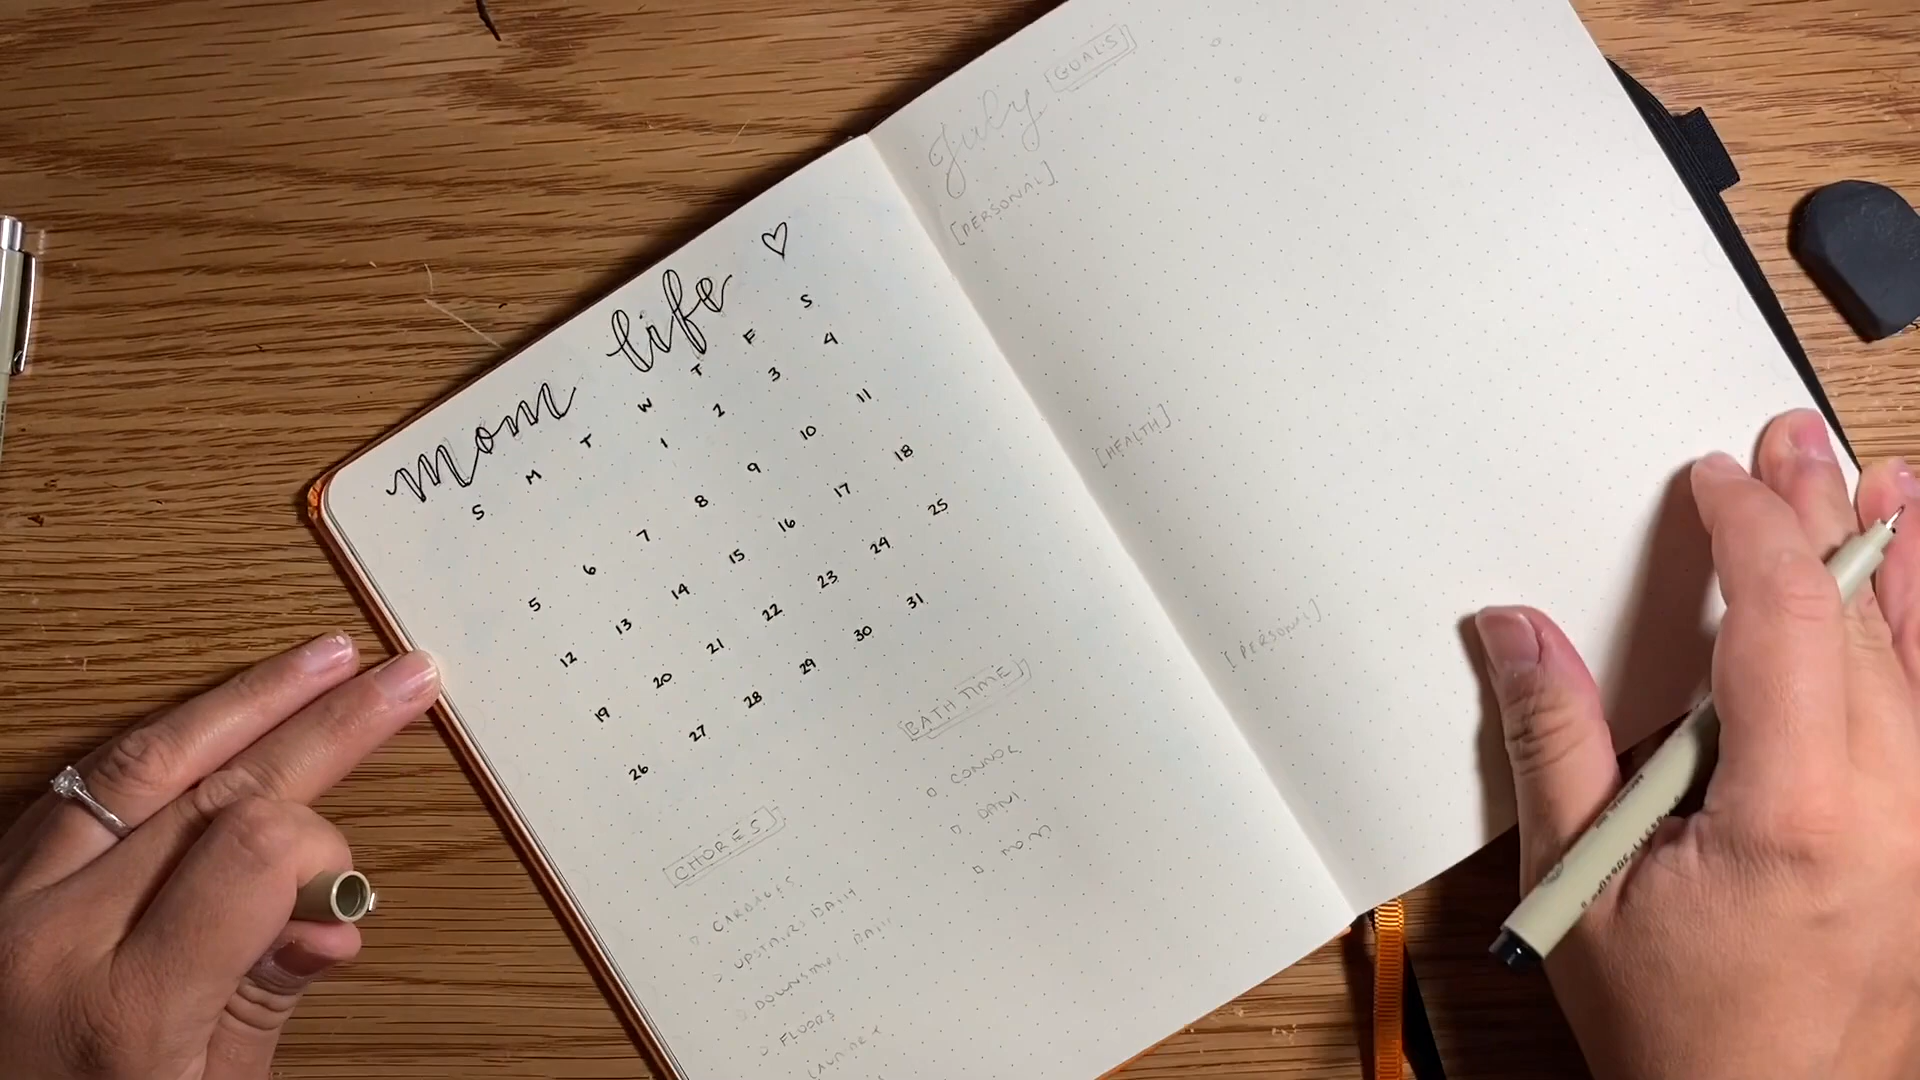 mom life ♡
S M T W T F S
1 2 3 4
5 6 7 8 9 10 11
12 13 14 15 16 17 18
19 20 21 22 23 24 25
26 27 28 29 30 31
CHORES
GARBAGES
UPSTAIRS BATH
DOWNSTAIRS BATH
FLOORS
LAUNDRY
BATH TIME
CONNOR
DANI
MOM
July [GOALS]
[PERSONAL]
[HEALTH]
[PERSONAL]